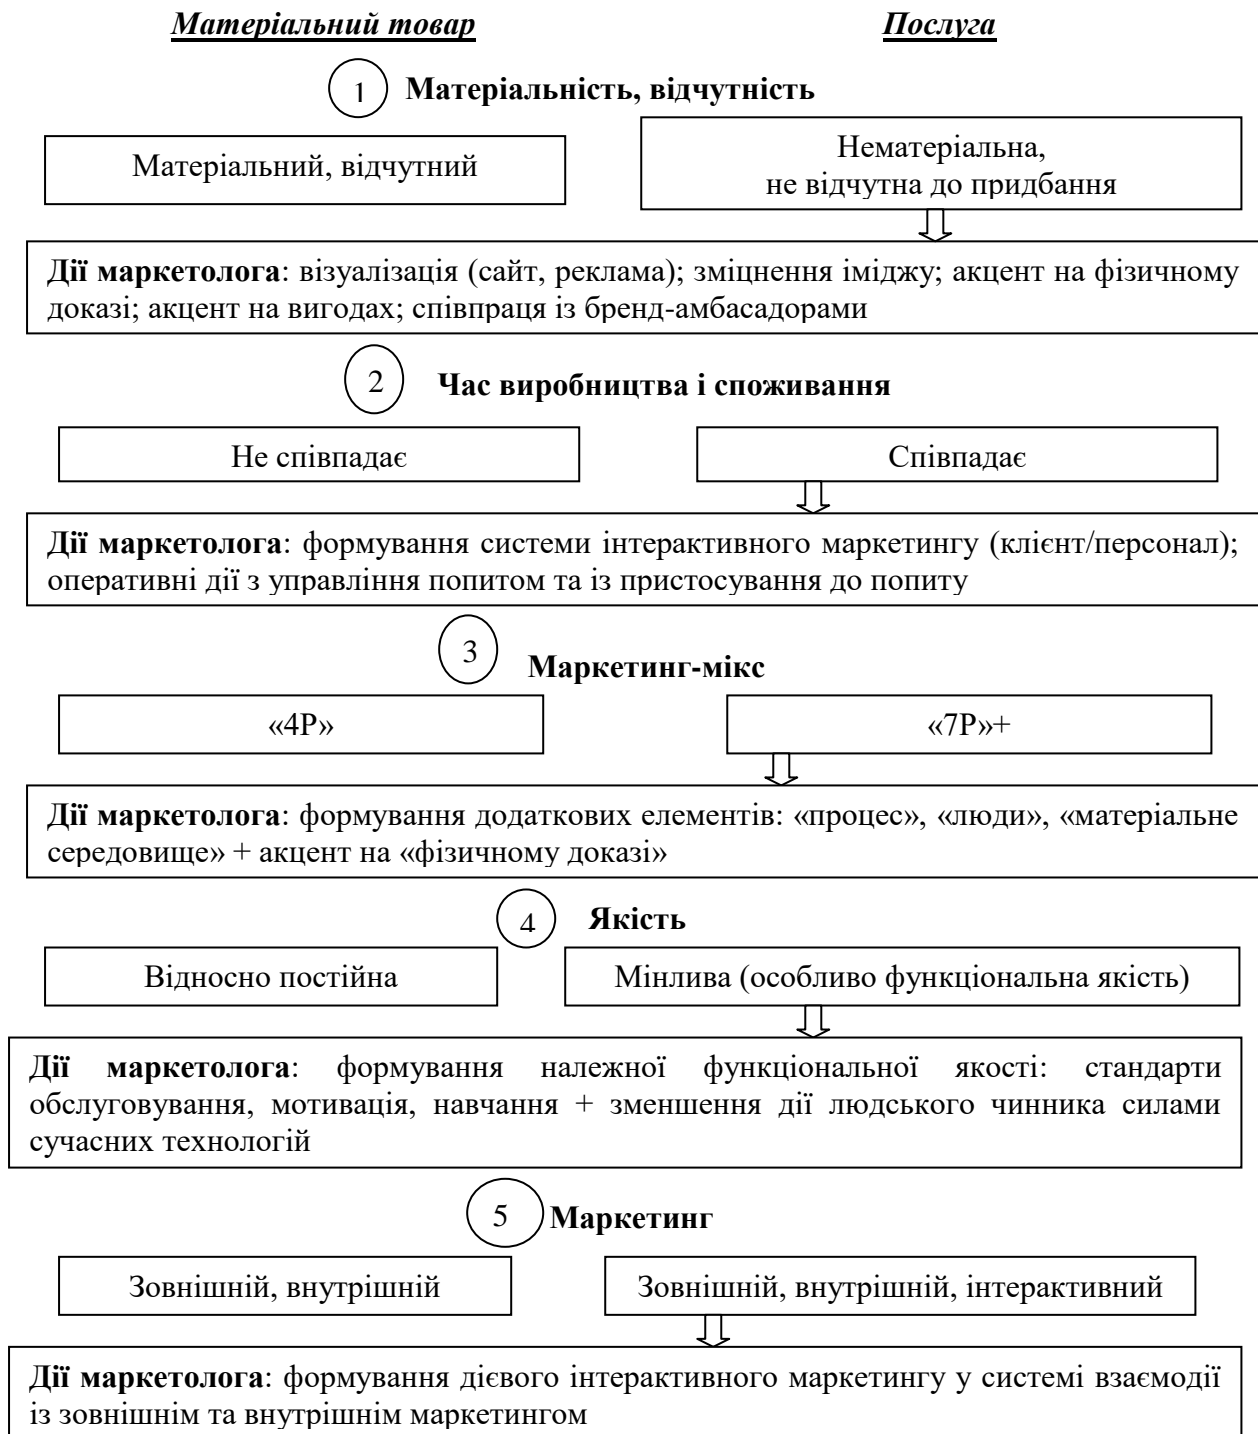 Матеріальний товар
Послуга
1
Матеріальність, відчутність
Матеріальний, відчутний
Нематеріальна,
не відчутна до придбання
Дії маркетолога: візуалізація (сайт, реклама); зміцнення іміджу; акцент на фізичному
доказі; акцент на вигодах; співпраця із бренд-амбасадорами
2
Час виробництва і споживання
Не співпадає
Співпадає
Дії маркетолога: формування системи інтерактивного маркетингу (клієнт/персонал);
оперативні дії з управління попитом та із пристосування до попиту
3
Маркетинг-мікс
«4Р»
«7Р»+
Дії маркетолога: формування додаткових елементів: «процес», «люди», «матеріальне
середовище» + акцент на «фізичному доказі»
4
Якість
Відносно постійна
Мінлива (особливо функціональна якість)
Дії маркетолога: формування належної функціональної якості: стандарти
обслуговування, мотивація, навчання + зменшення дії людського чинника силами
сучасних технологій
5
Маркетинг
Зовнішній, внутрішній
Зовнішній, внутрішній, інтерактивний
Дії маркетолога: формування дієвого інтерактивного маркетингу у системі взаємодії
із зовнішнім та внутрішнім маркетингом